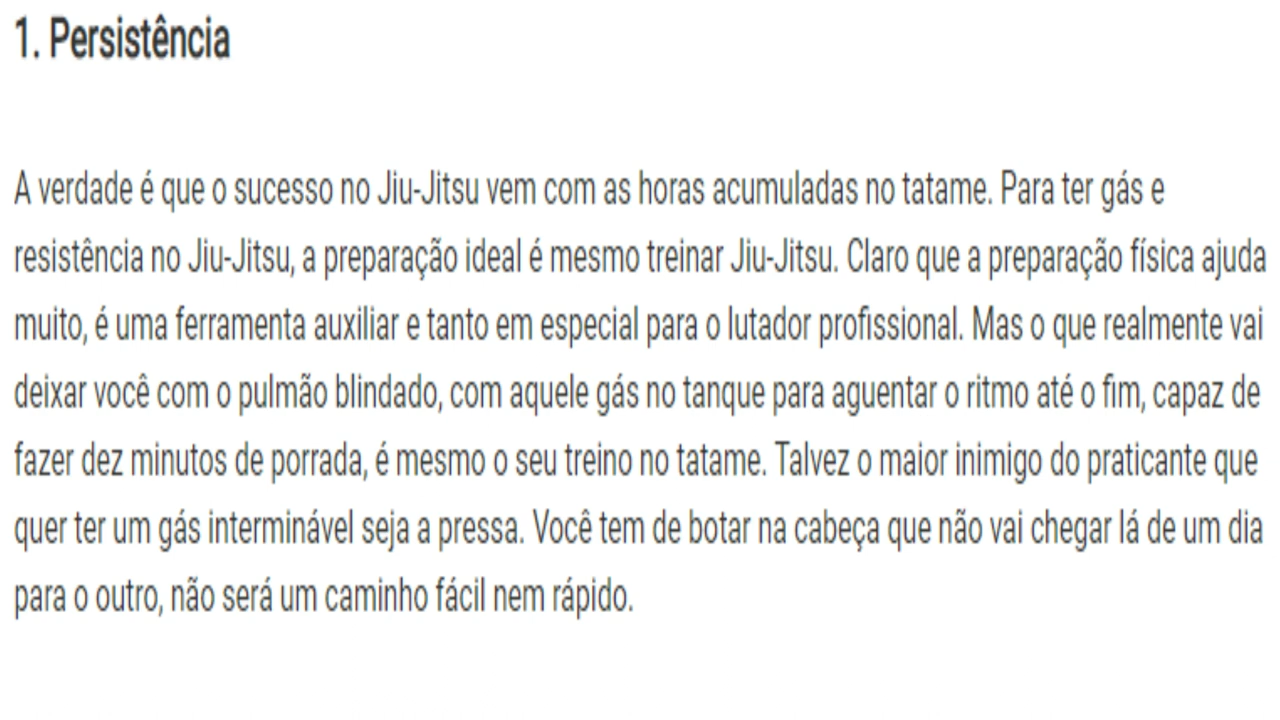 1. Persistência
A verdade é que o sucesso no Jiu-Jitsu vem com as horas acumuladas no tatame. Para ter gás e
resistência no Jiu-Jitsu, a preparação ideal é mesmo treinar Jiu-Jitsu. Claro que a preparação física ajuda
muito, é uma ferramenta auxiliar e tanto em especial para o lutador profissional. Mas o que realmente vai
deixar você com o pulmão blindado, com aquele gás no tanque para aguentar o ritmo até o fim, capaz de
fazer dez minutos de porrada, é mesmo o seu treino no tatame. Talvez o maior inimigo do praticante que
quer ter um gás interminável seja a pressa. Você tem de botar na cabeça que não vai chegar lá de um dia
para o outro, não será um caminho fácil nem rápido.